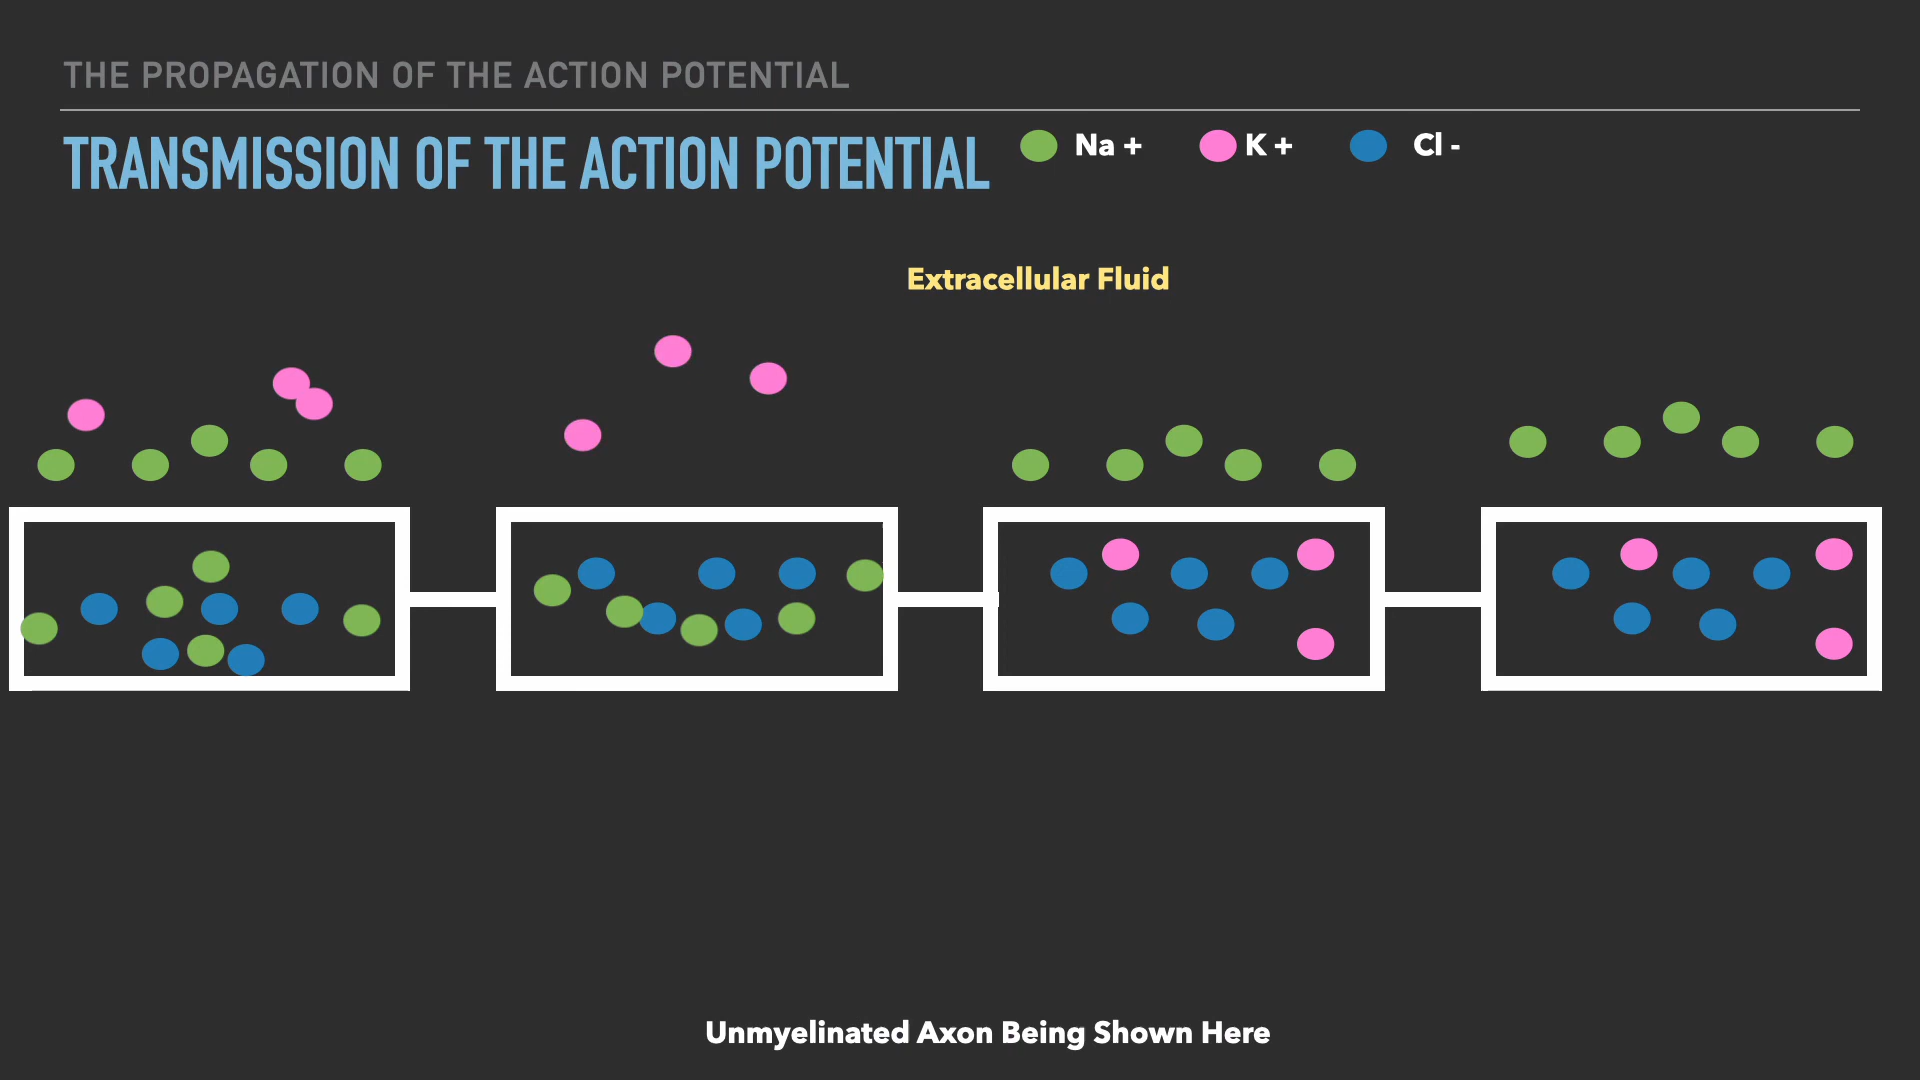 THE PROPAGATION OF THE ACTION POTENTIAL
TRANSMISSION OF THE ACTION POTENTIAL
Na + K + Cl -
Extracellular Fluid
Unmyelinated Axon Being Shown Here